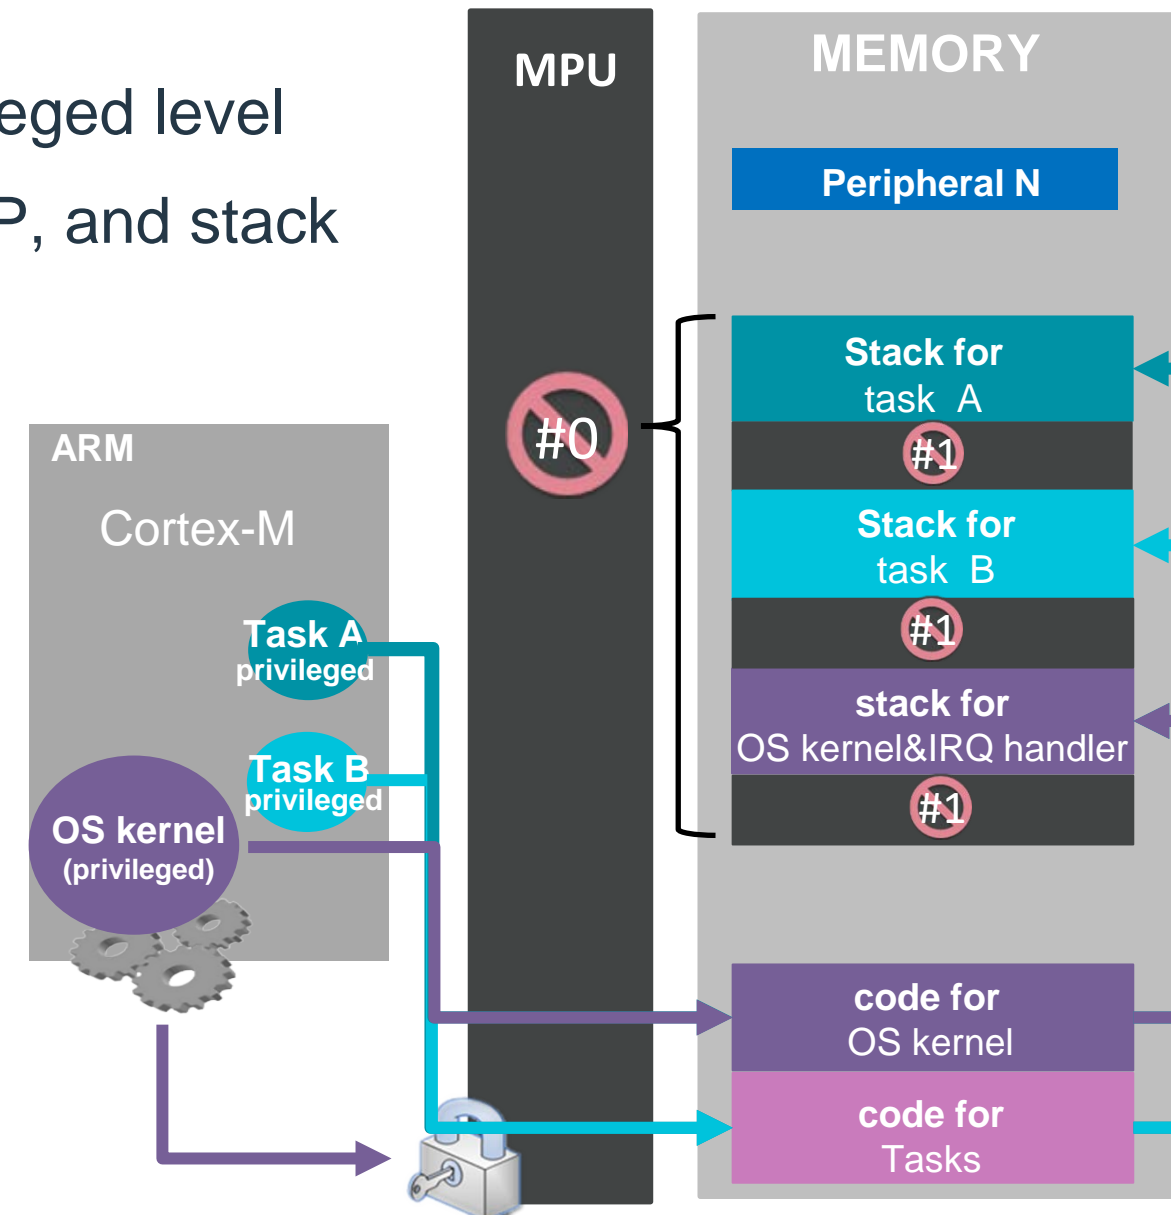 eged level
P, and stack
ARM
Cortex-M
Task A
privileged
Task B
privileged
OS kernel
(privileged)
MPU
#0
MEMORY
Peripheral N
Stack for
task A
#1
Stack for
task B
#1
stack for
OS kernel&IRQ handler
#1
code for
OS kernel
code for
Tasks